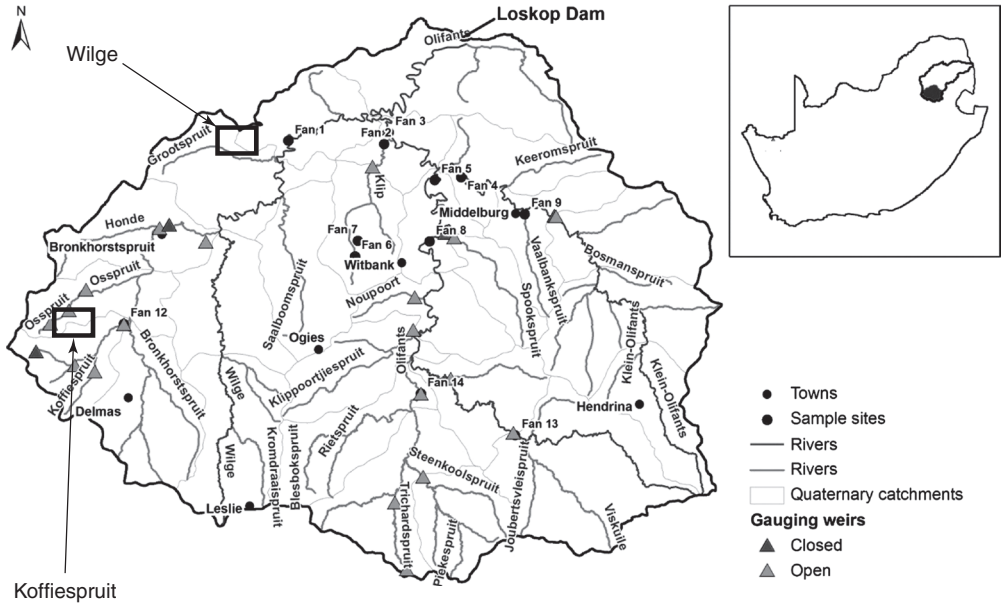 N
Loskop Dam
Olifants
Wilge
Fan 1
Fan 3
Fan 2
Grootspruit
Keeromspruit
Klip
Fan 5
Fan 4
Honde
Middelburg
Fan 9
Bronkhorstspruit
Fan 7
Fan 6
Fan 8
Witbank
Vaalbankspruit
Bosmanspruit
Osspruit
Saalboomspruit
Noupoort
Spookspruit
Osspruit
Fan 12
Bronkhorstspruit
Ogies
Olifants
Klein-Olifants
Klein-Olifants
Koffiespruit
Wilge
Klippoortjiespruit
Fan 14
Delmas
Hendrina
Rietspruit
Fan 13
Kromdraaispruit
Blesbokspruit
Wilge
Steenkoolspruit
Joubertsvleispruit
Leslie
Trichardspruit
Piekespruit
Viskuile
Koffiespruit
Towns
Sample sites
Rivers
Rivers
Quaternary catchments
Gauging weirs
Closed
Open